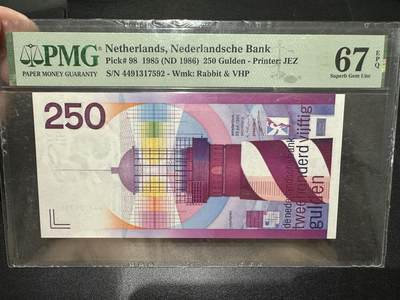 PMG
PAPER MONEY GUARANTY
Netherlands, Nederlandsche Bank
Pick# 98 1985 (ND 1986) 250 Gulden - Printer: JEZ
S/N 4491317592 - Wmk: Rabbit & VHP
67
EPQ
Superb Gem Unc
250
de nederlandsche bank
tweehonderd vijftig
gulden